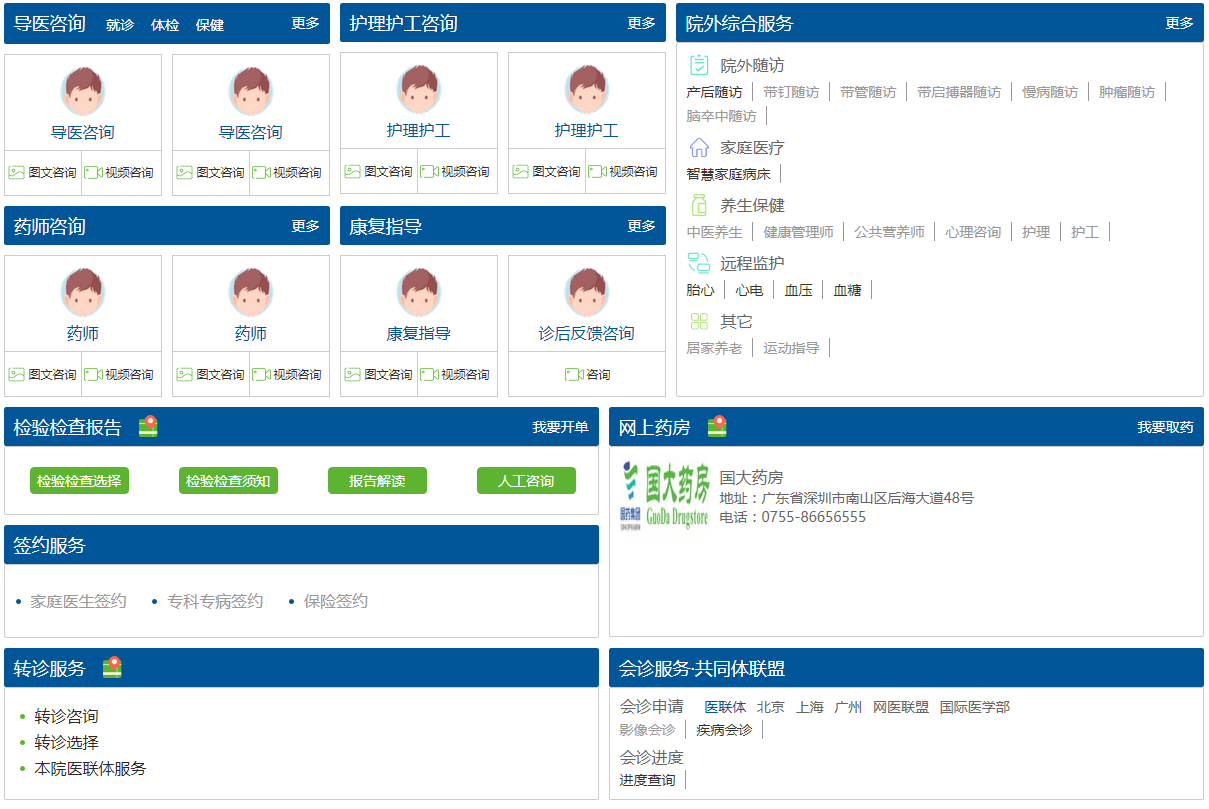 导医咨询 就诊 体检 保健 更多
导医咨询 导医咨询
图文咨询 视频咨询 图文咨询 视频咨询
护理护工咨询 更多
护理护工 护理护工
图文咨询 视频咨询 图文咨询 视频咨询
院外综合服务 更多
院外随访
产后随访 带钉随访 带管随访 带启搏器随访 慢病随访 肿瘤随访
脑卒中随访
家庭医疗
智慧家庭病床
养生保健
中医养生 健康管理师 公共营养师 心理咨询 护理 护工
远程监护
胎心 心电 血压 血糖
其它
居家养老 运动指导
药师咨询 更多
药师 药师
图文咨询 视频咨询 图文咨询 视频咨询
康复指导 更多
康复指导 诊后反馈咨询
图文咨询 视频咨询 咨询
检验检查报告 我要开单
检验检查选择 检验检查须知 报告解读 人工咨询
网上药房 我要取药
国药集团
SINOPHARM
国大药房
GuoDa Drugstore
国大药房
地址：广东省深圳市南山区后海大道48号
电话：0755-86656555
签约服务
家庭医生签约 专科专病签约 保险签约
转诊服务
转诊咨询
转诊选择
本院医联体服务
会诊服务·共同体联盟
会诊申请 医联体 北京 上海 广州 网医联盟 国际医学部
影像会诊 疾病会诊
会诊进度
进度查询